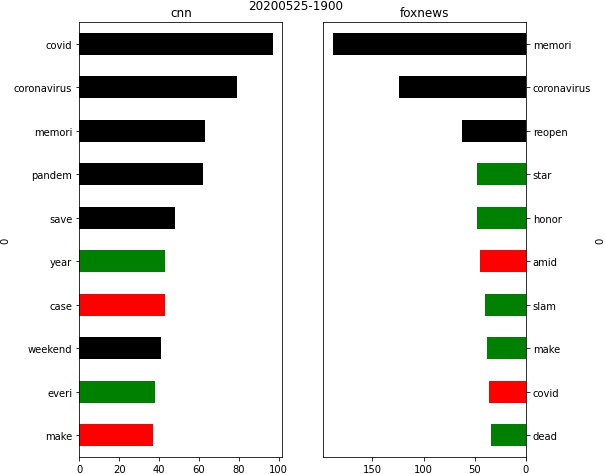 20200525-1900
cnn
foxnews
covid
coronavirus
memori
pandem
save
year
case
weekend
everi
make
0
0 20 40 60 80 100
memori
coronavirus
reopen
star
honor
amid
slam
make
covid
dead
0
150 100 50 0